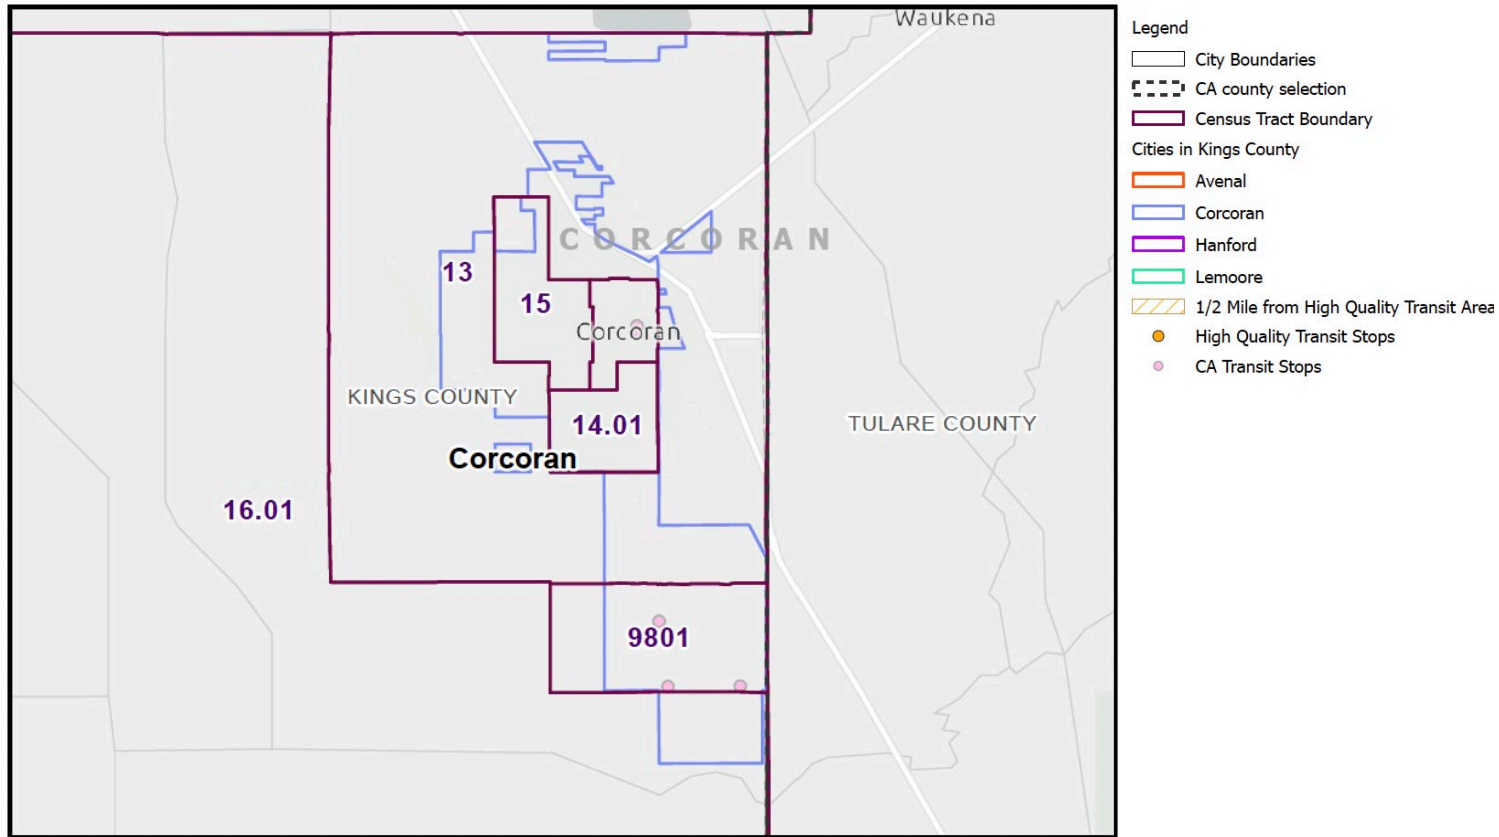 Waukena
CORCORAN
13
15
Corcoran
KINGS COUNTY
14.01
TULARE COUNTY
Corcoran
16.01
9801
Legend
City Boundaries
CA county selection
Census Tract Boundary
Cities in Kings County
Avenal
Corcoran
Hanford
Lemoore
1/2 Mile from High Quality Transit Area
High Quality Transit Stops
CA Transit Stops